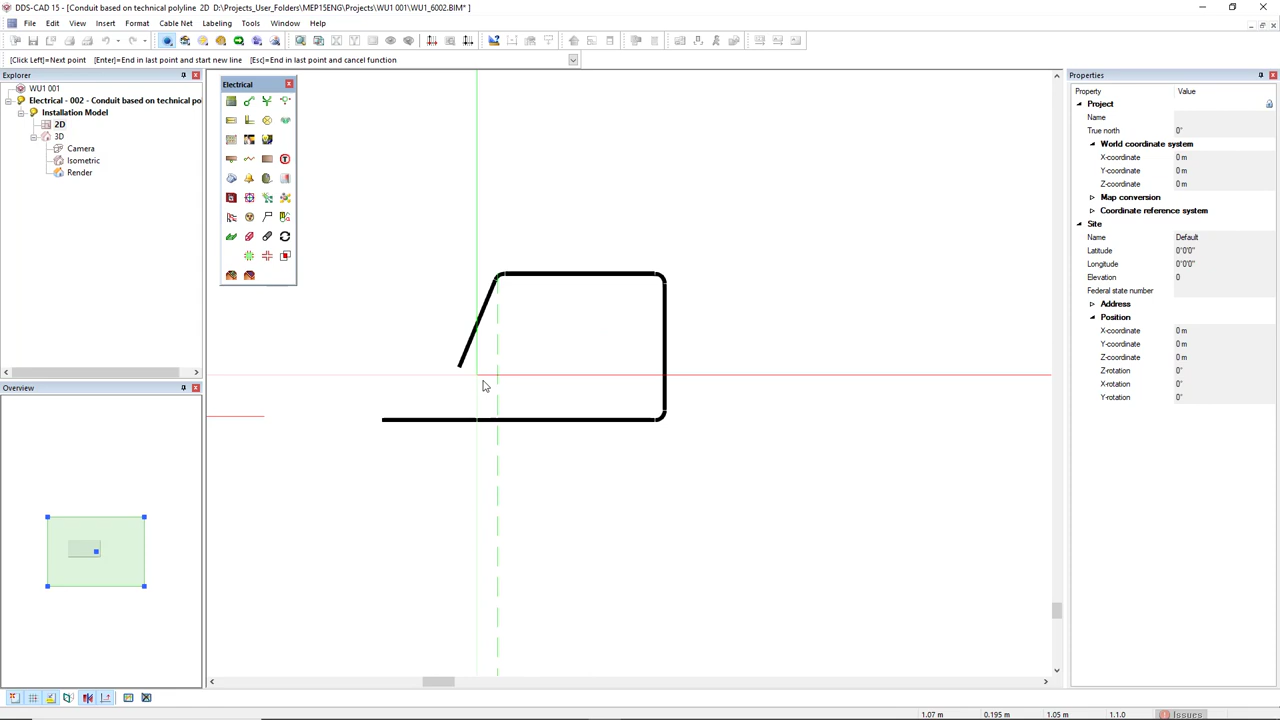 DDS-CAD 15 - [Conduit based on technical polyline 2D D:\Projects_User_Folders\MEP15ENG\Projects\WU1 001\WU1_6002.BIM* ]
File Edit View Insert Format Cable Net Labeling Tools Window Help
[Click Left]=Next point [Enter]=End in last point and start new line [Esc]=End in last point and cancel function
Explorer
WU1 001
Electrical - 002 - Conduit based on technical po
Installation Model
2D
3D
Camera
Isometric
Render
Overview
Electrical
Properties
Property Value
Project
Name
True north 0°
World coordinate system
X-coordinate 0 m
Y-coordinate 0 m
Z-coordinate 0 m
Map conversion
Coordinate reference system
Site
Name Default
Latitude 0°0'0"
Longitude 0°0'0"
Elevation 0
Federal state number
Address
Position
X-coordinate 0 m
Y-coordinate 0 m
Z-coordinate 0 m
Z-rotation 0°
X-rotation 0°
Y-rotation 0°
1.07 m 0.195 m 1.05 m 1.1.0 Issues